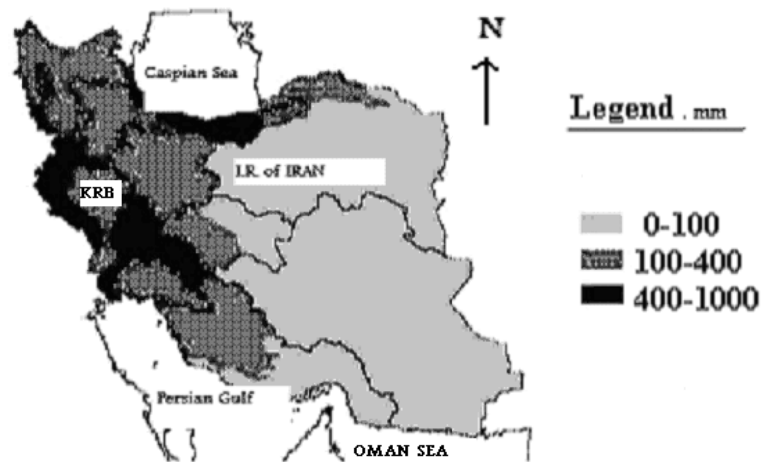 N
Caspian Sea
Legend . mm
I.R. of IRAN
KRB
0-100
100-400
400-1000
Persian Gulf
OMAN SEA